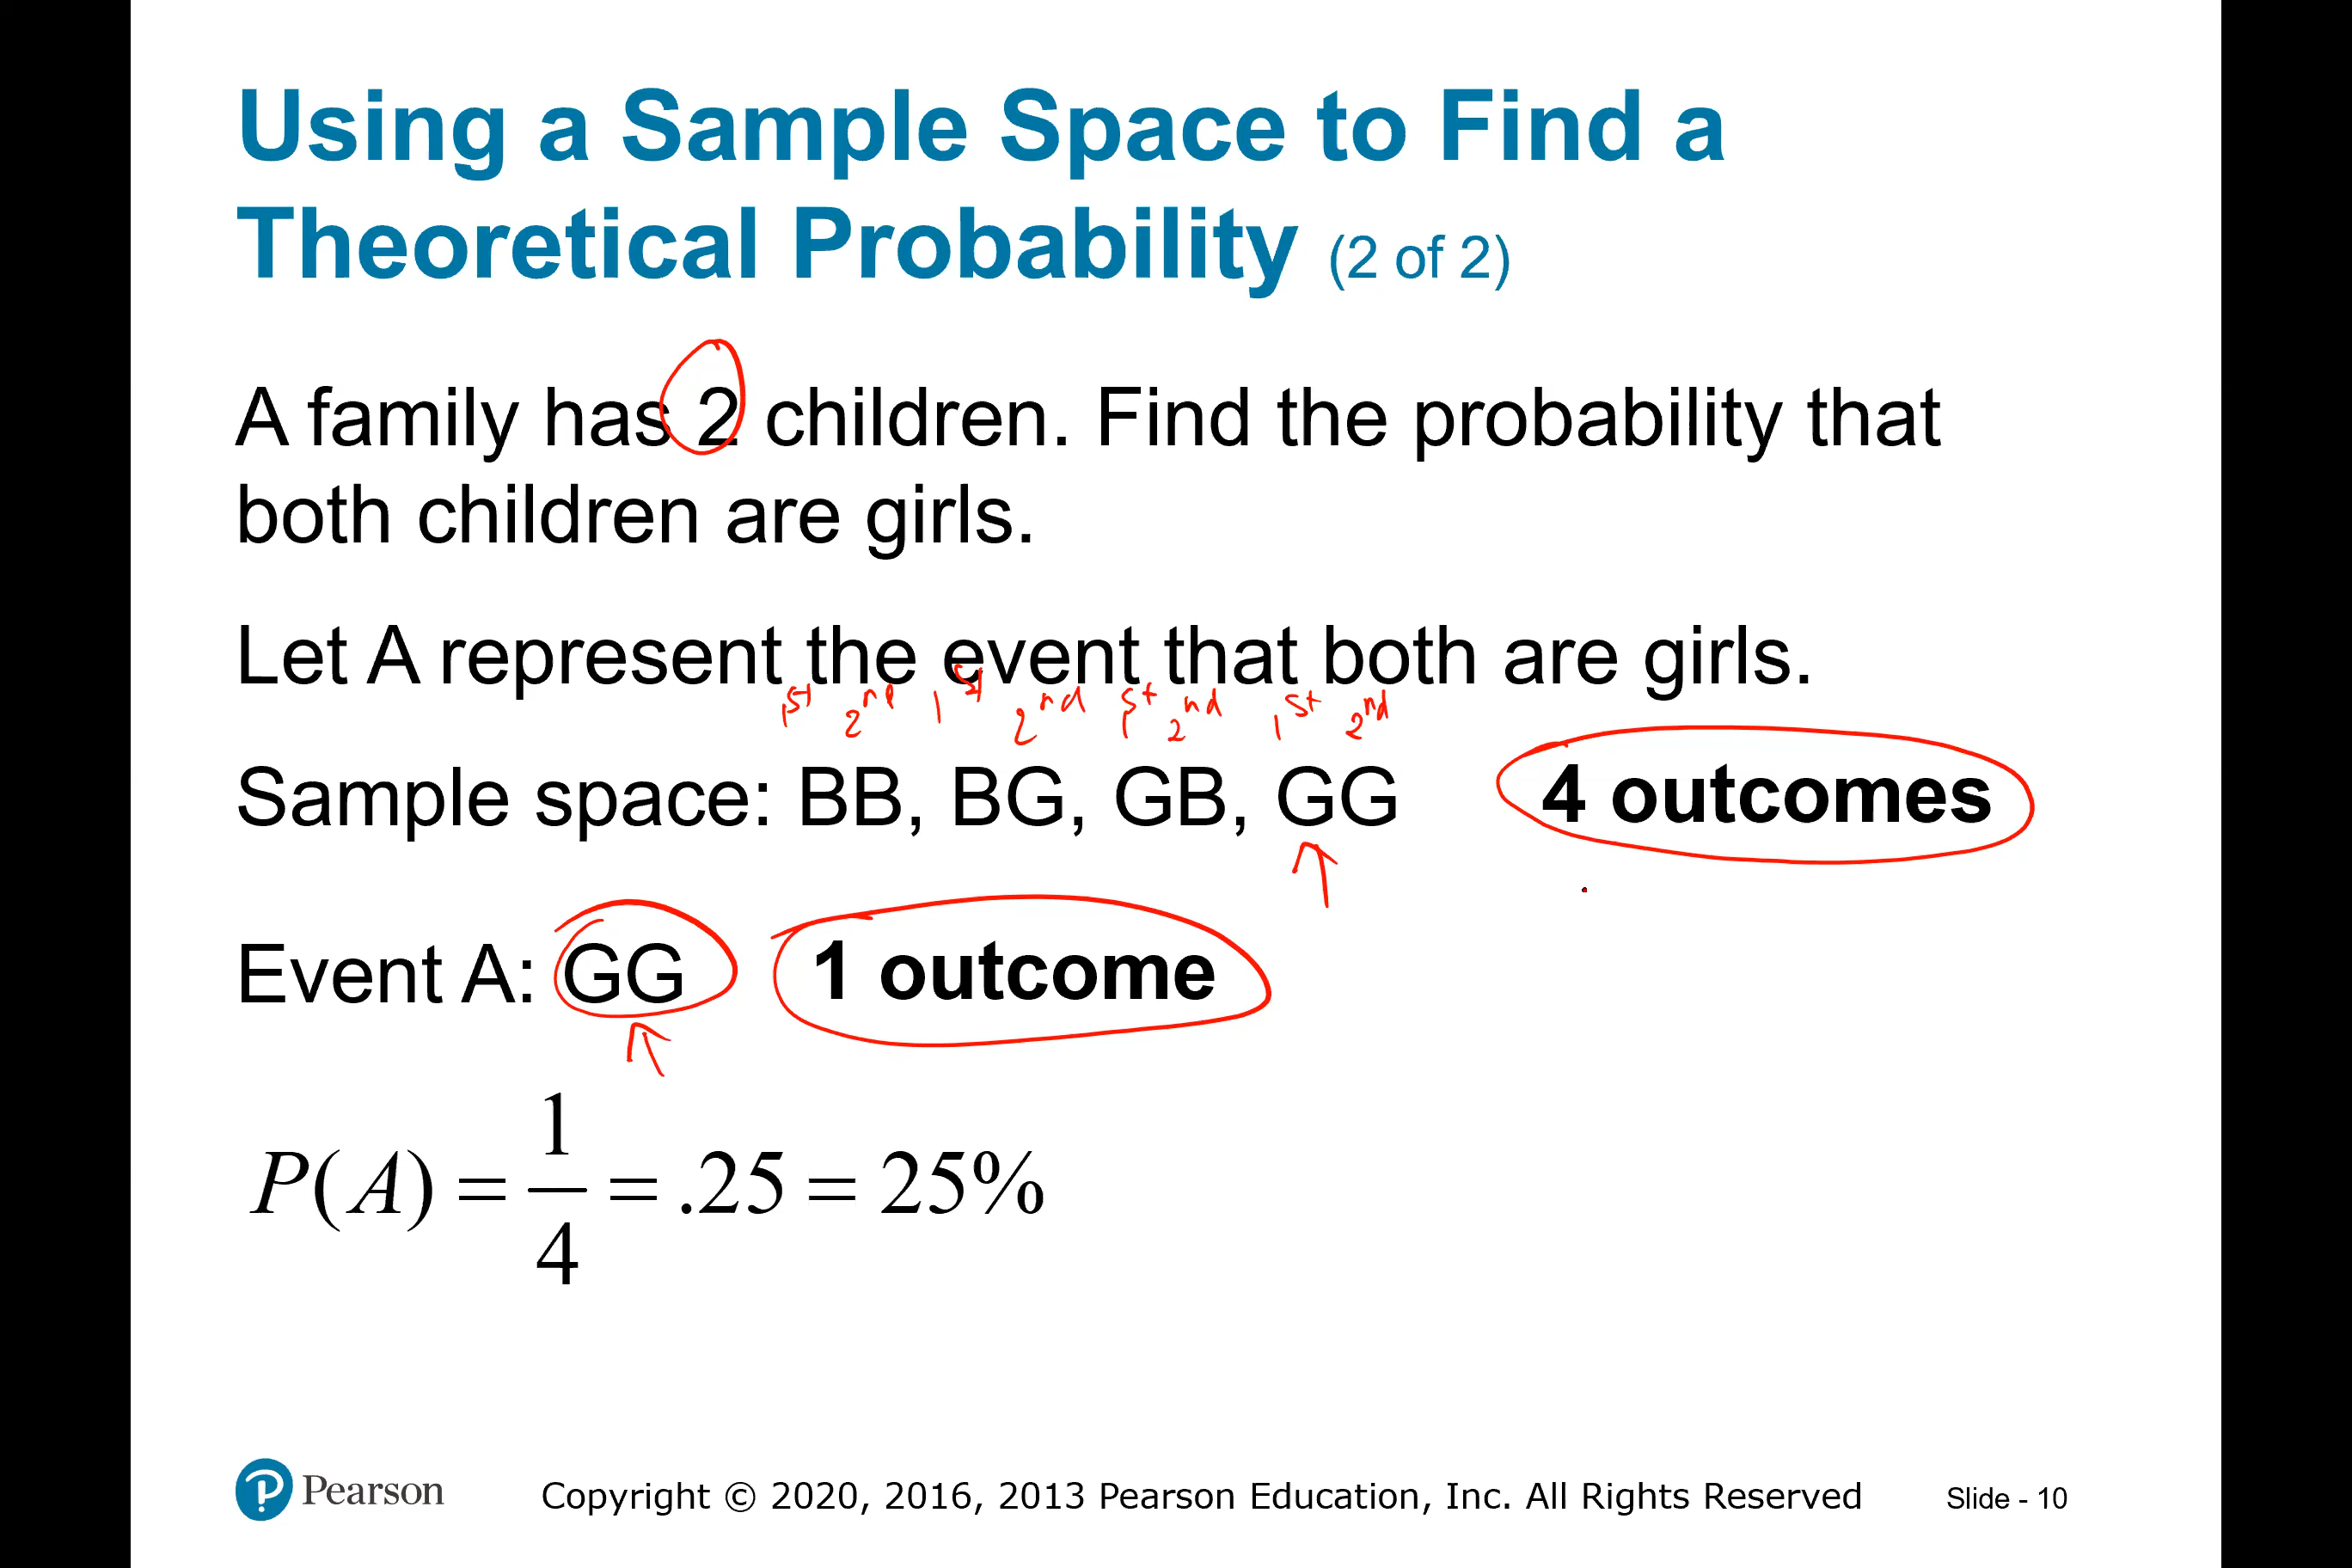 Using a Sample Space to Find a
Theoretical Probability (2 of 2)
A family has 2 children. Find the probability that
both children are girls.
Let A represent the event that both are girls.
1st 2nd 1st 2nd 1st 2nd 1st 2nd
Sample space: BB, BG, GB, GG 4 outcomes
Event A: GG 1 outcome
P(A) = 1/4 = .25 = 25%
Pearson Copyright © 2020, 2016, 2013 Pearson Education, Inc. All Rights Reserved Slide - 10